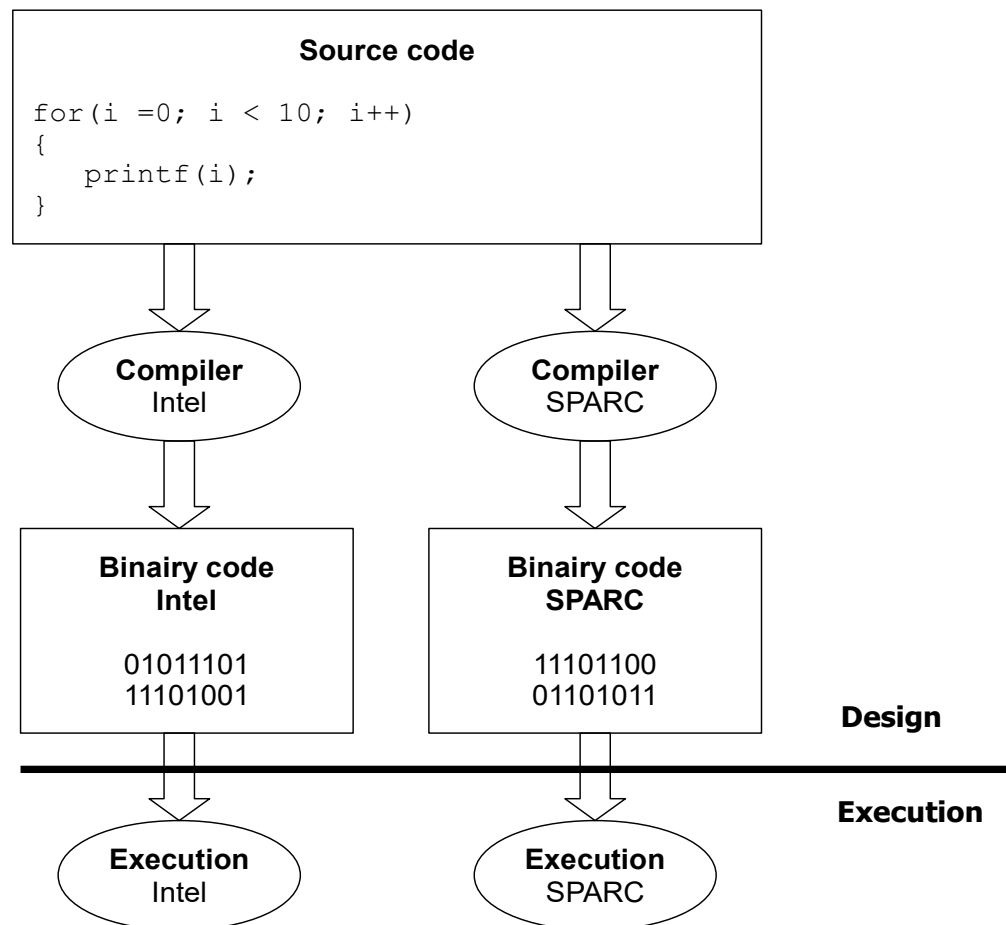 Source code
for(i =0; i < 10; i++)
{
printf(i);
}
Compiler
Intel
Compiler
SPARC
Binairy code
Intel
01011101
11101001
Binairy code
SPARC
11101100
01101011
Design
Execution
Execution
Intel
Execution
SPARC